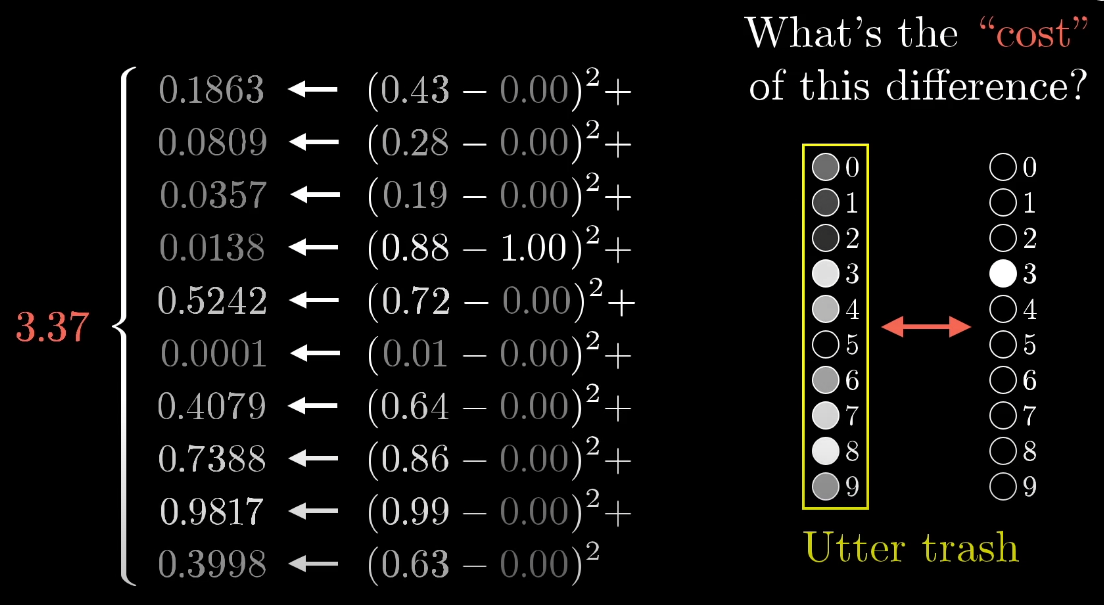 What's the “cost”
of this difference?
0.1863 ← (0.43 − 0.00)²+
0.0809 ← (0.28 − 0.00)²+
0.0357 ← (0.19 − 0.00)²+
0.0138 ← (0.88 − 1.00)²+
0.5242 ← (0.72 − 0.00)²+
0.0001 ← (0.01 − 0.00)²+
0.4079 ← (0.64 − 0.00)²+
0.7388 ← (0.86 − 0.00)²+
0.9817 ← (0.99 − 0.00)²+
0.3998 ← (0.63 − 0.00)²
3.37
0 0
1 1
2 2
3 3
4 4
5 5
6 6
7 7
8 8
9 9
Utter trash